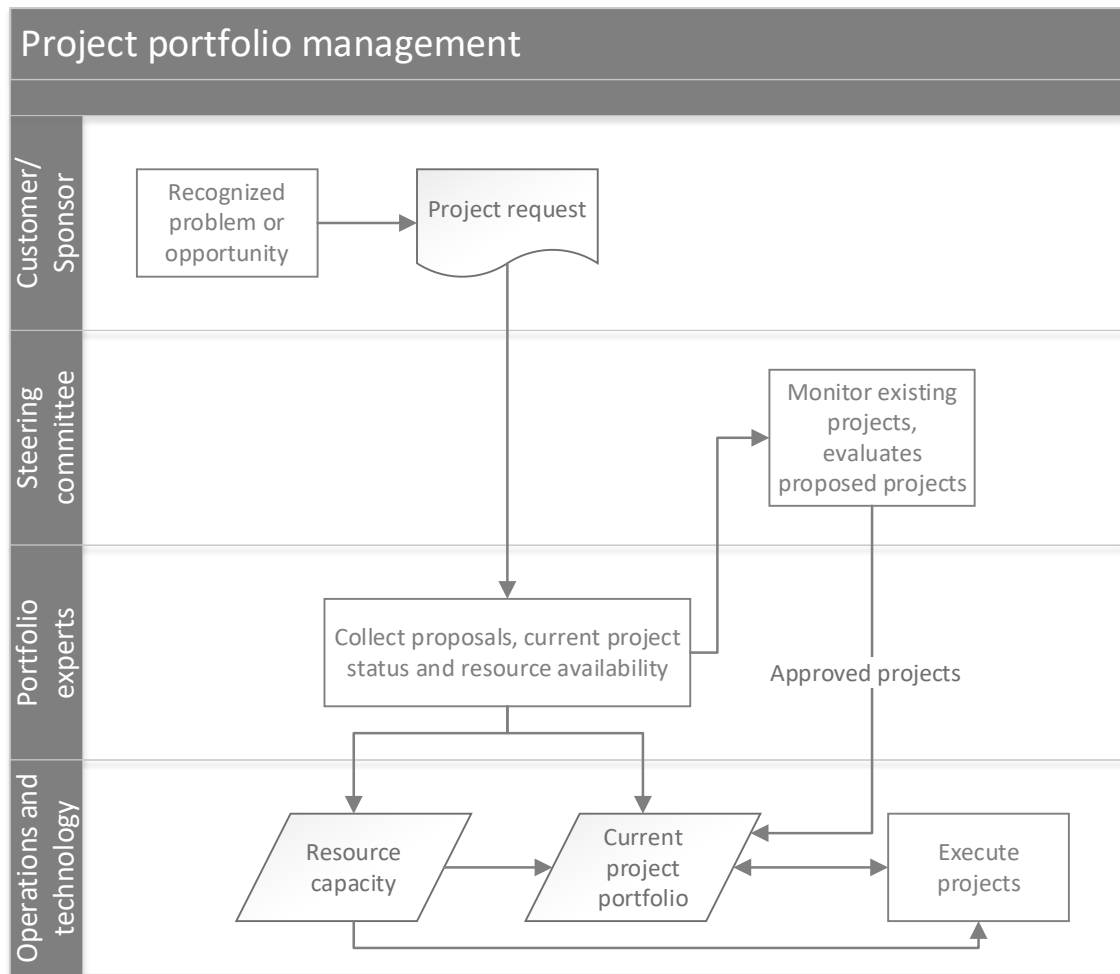 Project portfolio management
Customer/
Sponsor
Recognized
problem or
opportunity
Project request
Steering
committee
Monitor existing
projects,
evaluates
proposed projects
Portfolio
experts
Collect proposals, current project
status and resource availability
Approved projects
Operations and
technology
Resource
capacity
Current
project
portfolio
Execute
projects